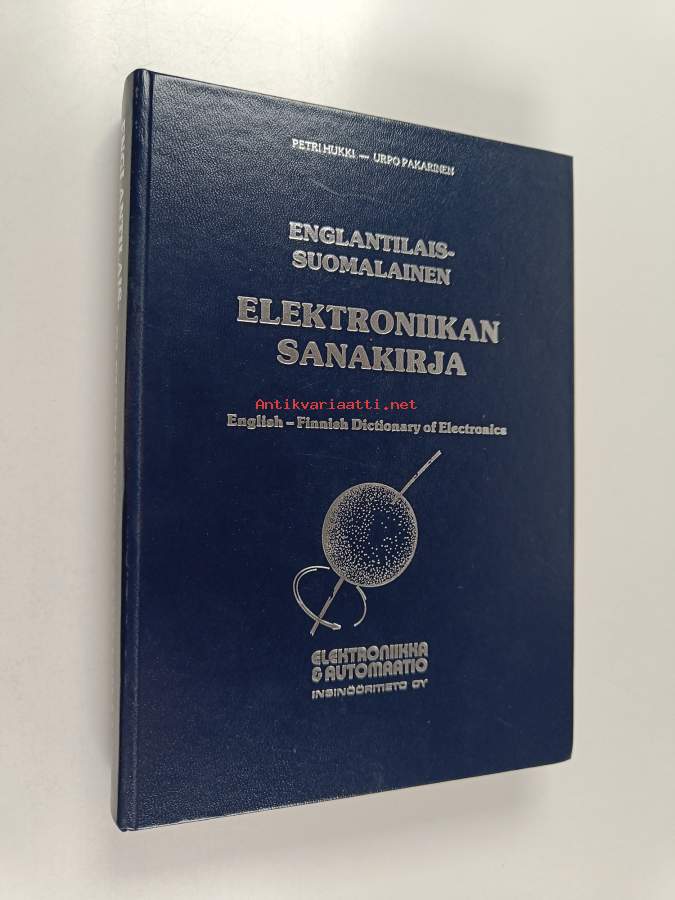 PETRI HUKKI — URPO PAKARINEN
ENGLANTILAIS-
SUOMALAINEN
ELEKTRONIIKAN
SANAKIRJA
Antikvariaatti.net
English – Finnish Dictionary of Electronics
ELEKTRONIIKKA
& AUTOMAATIO
INSINÖÖRITIETO OY
ENGLANTILAIS-